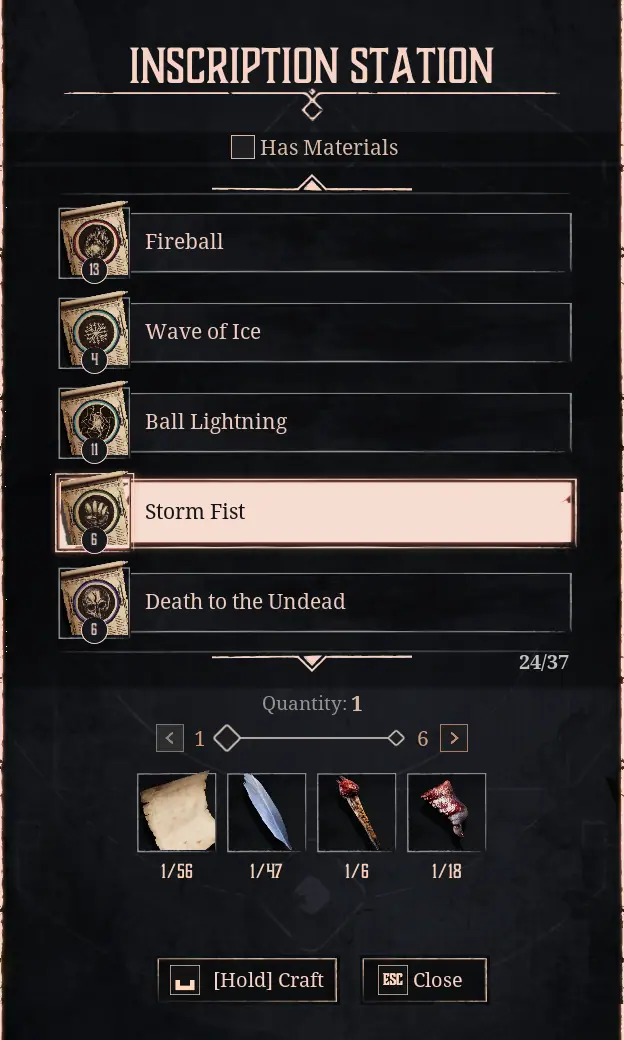 INSCRIPTION STATION
Has Materials
13
Fireball
4
Wave of Ice
11
Ball Lightning
6
Storm Fist
6
Death to the Undead
24/37
Quantity: 1
< 1 6 >
1/56 1/47 1/6 1/18
[Hold] Craft ESC Close